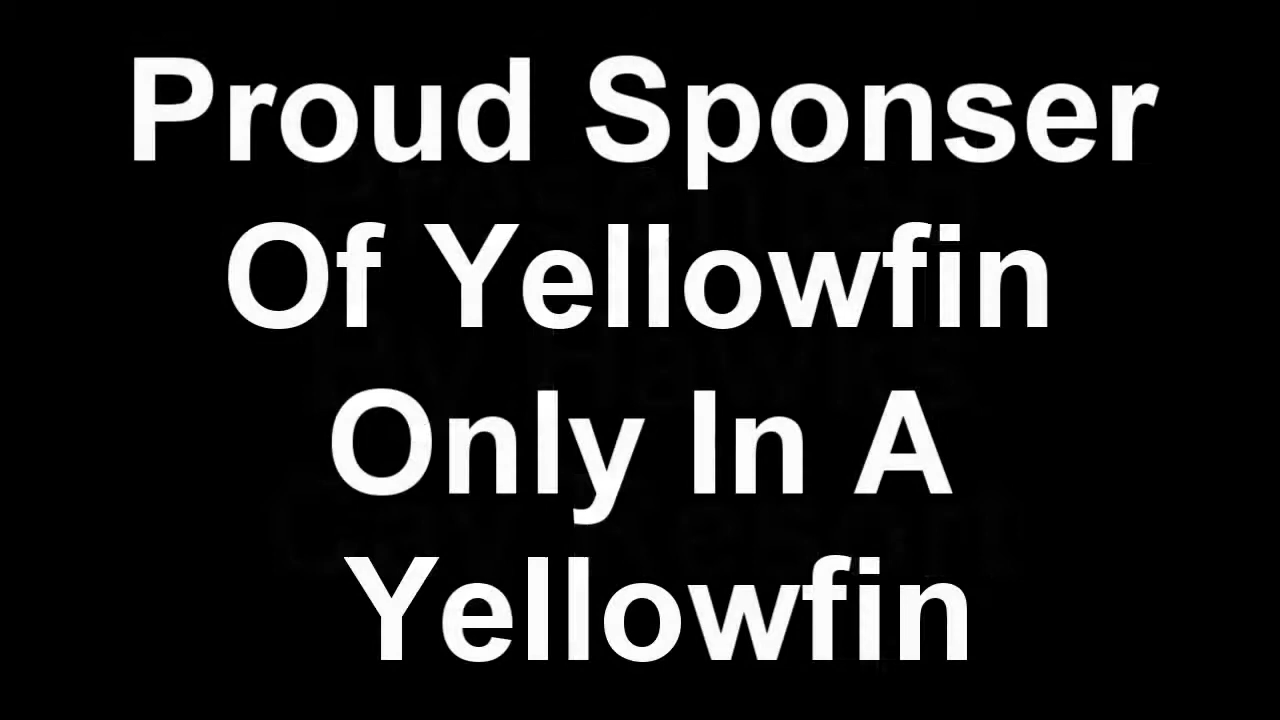 Proud Sponser
Of Yellowfin
Only In A
Yellowfin